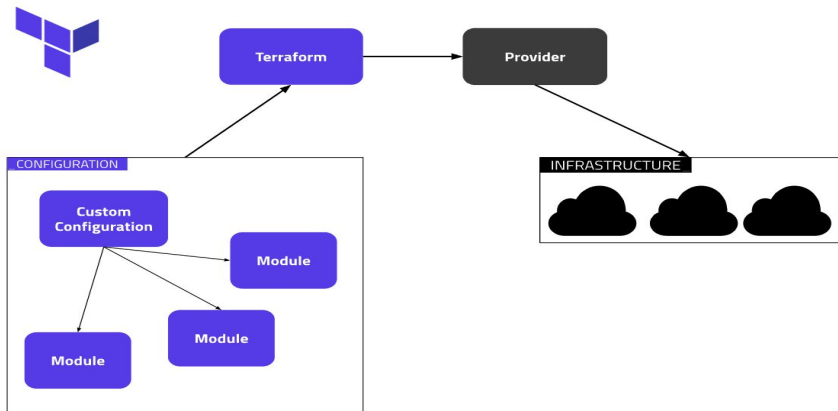 Terraform
Provider
CONFIGURATION
INFRASTRUCTURE
Custom
Configuration
Module
Module
Module